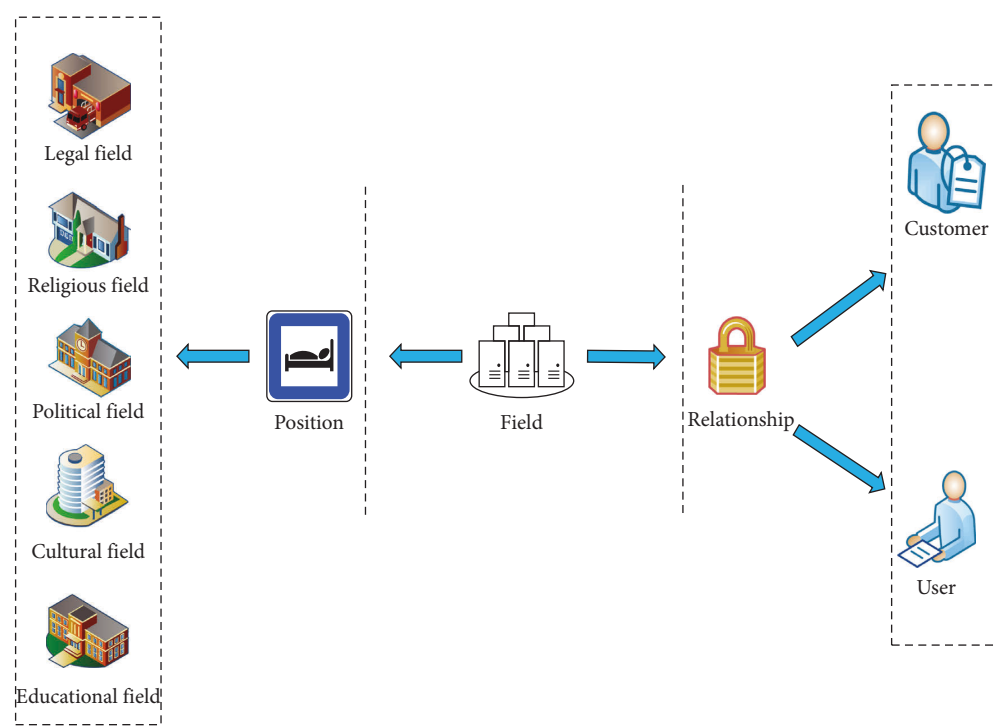 Legal field
Religious field
Political field
Cultural field
Educational field
Position
Field
Relationship
Customer
User